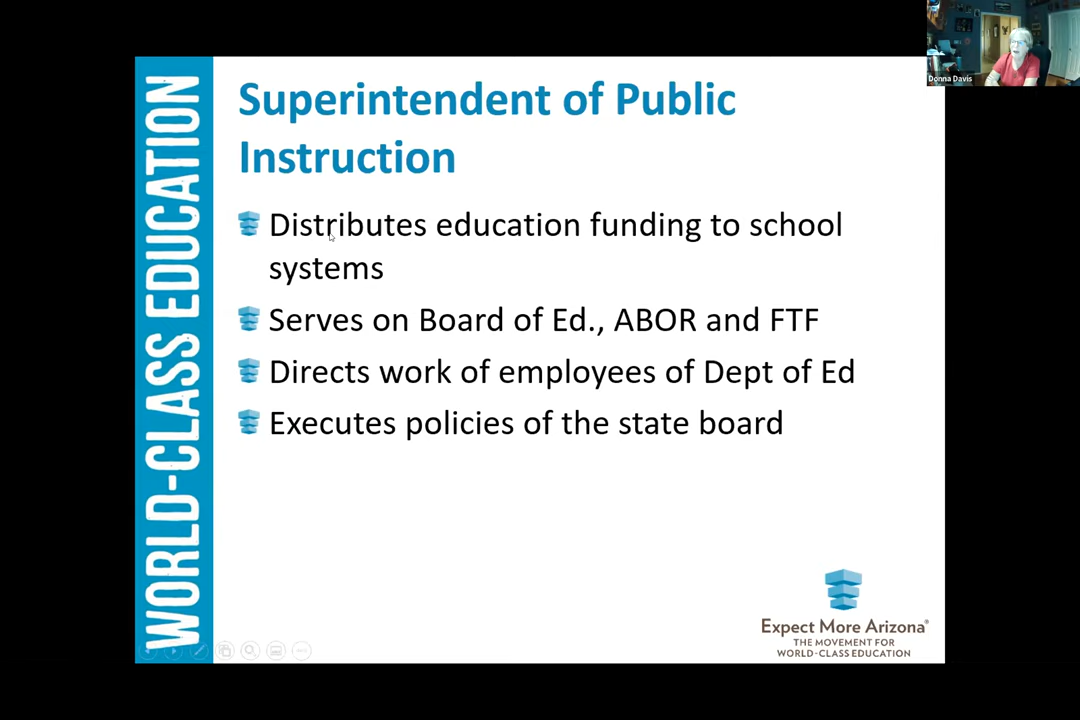 Donna Davis
WORLD-CLASS EDUCATION
Superintendent of Public
Instruction
Distributes education funding to school
systems
Serves on Board of Ed., ABOR and FTF
Directs work of employees of Dept of Ed
Executes policies of the state board
Expect More Arizona®
THE MOVEMENT FOR
WORLD-CLASS EDUCATION